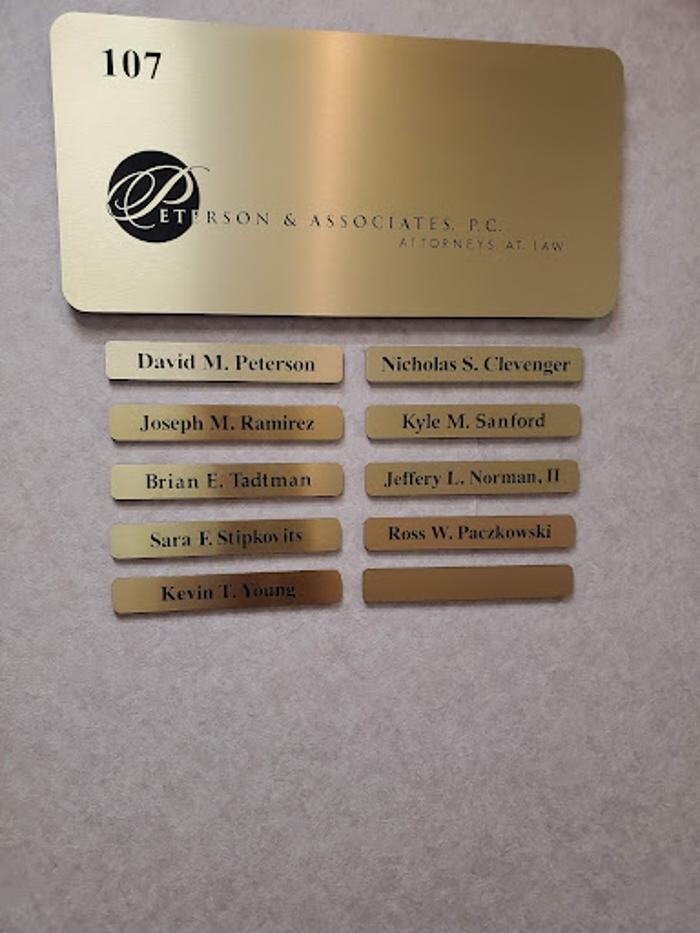 107
PETERSON & ASSOCIATES, P.C.
ATTORNEYS AT LAW
David M. Peterson
Nicholas S. Clevenger
Joseph M. Ramirez
Kyle M. Sanford
Brian E. Tadtman
Jeffery L. Norman, II
Sara F. Stipkovits
Ross W. Paczkowski
Kevin T. Young